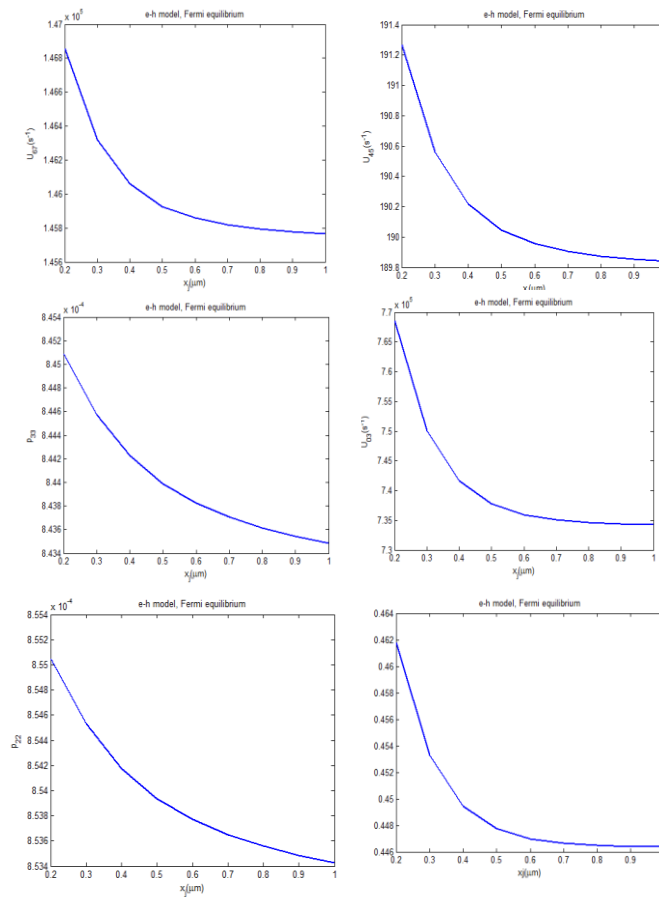 e-h model, Fermi equilibrium
x 10⁵
1.47
1.468
1.466
1.464
1.462
1.46
1.458
1.456
U₆₇(s⁻¹)
0.2 0.3 0.4 0.5 0.6 0.7 0.8 0.9 1
xⱼ(μm)
e-h model, Fermi equilibrium
191.4
191.2
191
190.8
190.6
190.4
190.2
190
189.8
U₄₅(s⁻¹)
0.2 0.3 0.4 0.5 0.6 0.7 0.8 0.9
x(μm)
e-h model, Fermi equilibrium
x 10⁻⁴
8.454
8.452
8.45
8.448
8.446
8.444
8.442
8.44
8.438
8.436
8.434
p₃₃
0.2 0.3 0.4 0.5 0.6 0.7 0.8 0.9 1
xⱼ(μm)
e-h model, Fermi equilibrium
x 10⁵
7.7
7.65
7.6
7.55
7.5
7.45
7.4
7.35
7.3
U_D3(s⁻¹)
0.2 0.3 0.4 0.5 0.6 0.7 0.8 0.9 1
xⱼ(μm)
e-h model, Fermi equilibrium
x 10⁻⁴
8.554
8.552
8.55
8.548
8.546
8.544
8.542
8.54
8.538
8.536
8.534
p₂₂
0.2 0.3 0.4 0.5 0.6 0.7 0.8 0.9 1
xⱼ(μm)
e-h model, Fermi equilibrium
0.464
0.462
0.46
0.454
0.45
0.448
0.446
0.2 0.3 0.4 0.5 0.6 0.7 0.8 0.9 1
xj(μm)